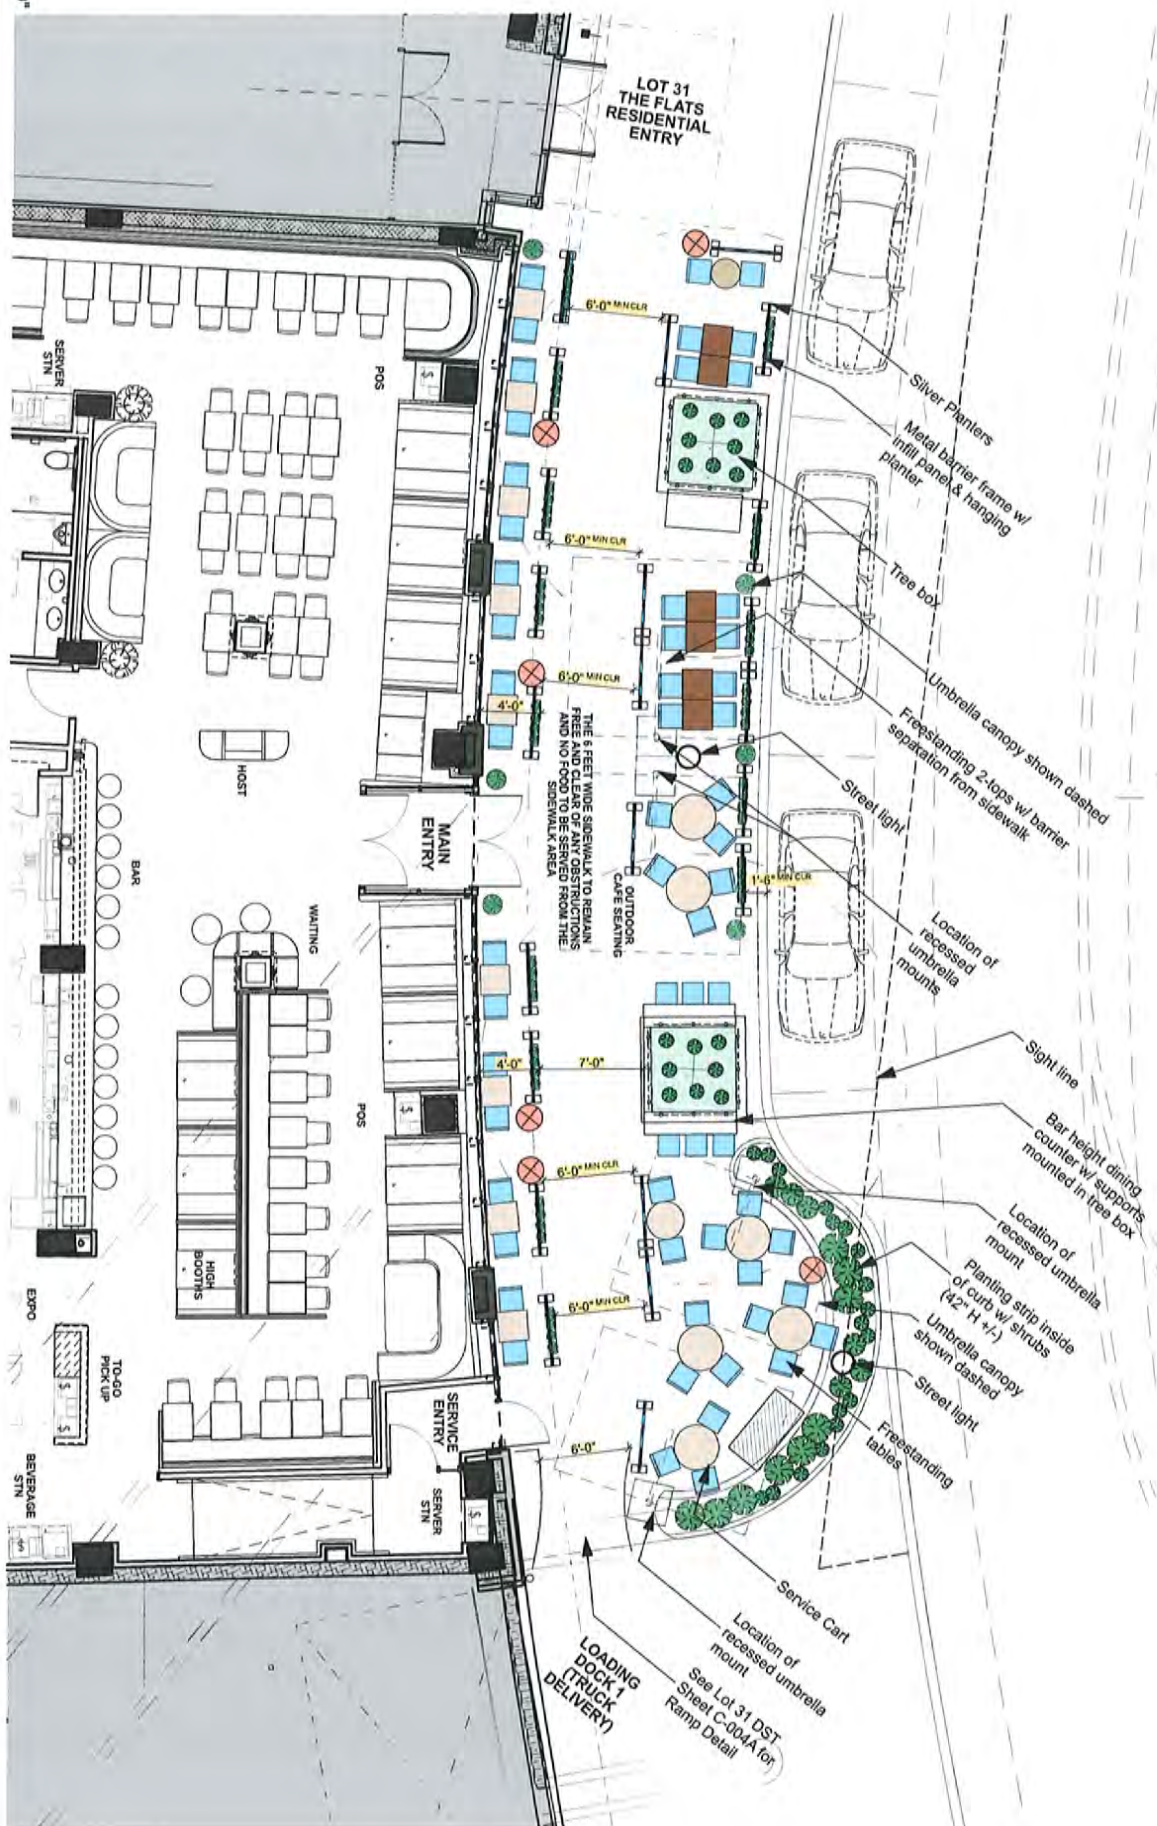 LOT 31
THE FLATS
RESIDENTIAL
ENTRY
6'-0" MIN CLR
Silver Planters
Metal barrier frame w/
infill panel & hanging
planter
SERVER
STN
POS
$
6'-0" MIN CLR
Tree box
Umbrella canopy shown dashed
6'-0" MIN CLR
4'-0"
Freestanding 2-tops w/ barrier
separation from sidewalk
THE 6 FEET WIDE SIDEWALK TO REMAIN
FREE AND CLEAR OF ANY OBSTRUCTIONS
AND NO FOOD TO BE SERVED FROM THE
SIDEWALK AREA
HOST
Street light
MAIN
ENTRY
BAR
OUTDOOR
CAFE SEATING
1'-6" MIN CLR
Location of
recessed
umbrella
mounts
WAITING
Sight line
4'-0"
7'-0"
POS
$
Bar height dining
counter w/ supports
mounted in tree box
6'-0" MIN CLR
Location of
recessed umbrella
mount
HIGH
BOOTHS
Planting strip inside
of curb w/ shrubs
(42" H +/-)
6'-0" MIN CLR
Umbrella canopy
shown dashed
EXPO
Street light
TO-GO
PICK UP
$
$
SERVICE
ENTRY
Freestanding
tables
6'-0"
BEVERAGE
STN
SERVER
STN
$
Service Cart
Location of
recessed umbrella
mount
LOADING
DOCK 1
(TRUCK
DELIVERY)
See Lot 31 DST
Sheet C-004A for
Ramp Detail